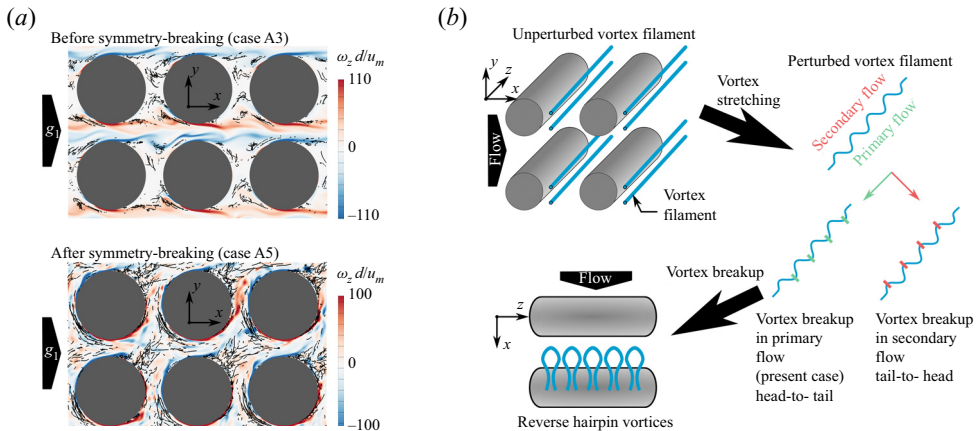 (a)
Before symmetry-breaking (case A3)
ω_z d/u_m
110
0
−110
g₁
y
x
After symmetry-breaking (case A5)
ω_z d/u_m
100
0
−100
g₁
y
x
(b)
Unperturbed vortex filament
y
z
x
Flow
Vortex
filament
Vortex
stretching
Perturbed vortex filament
Secondary flow
Primary flow
Vortex breakup
in primary
flow
(present case)
head-to- tail
Vortex breakup
in secondary
flow
tail-to- head
Vortex breakup
Flow
z
x
Reverse hairpin vortices